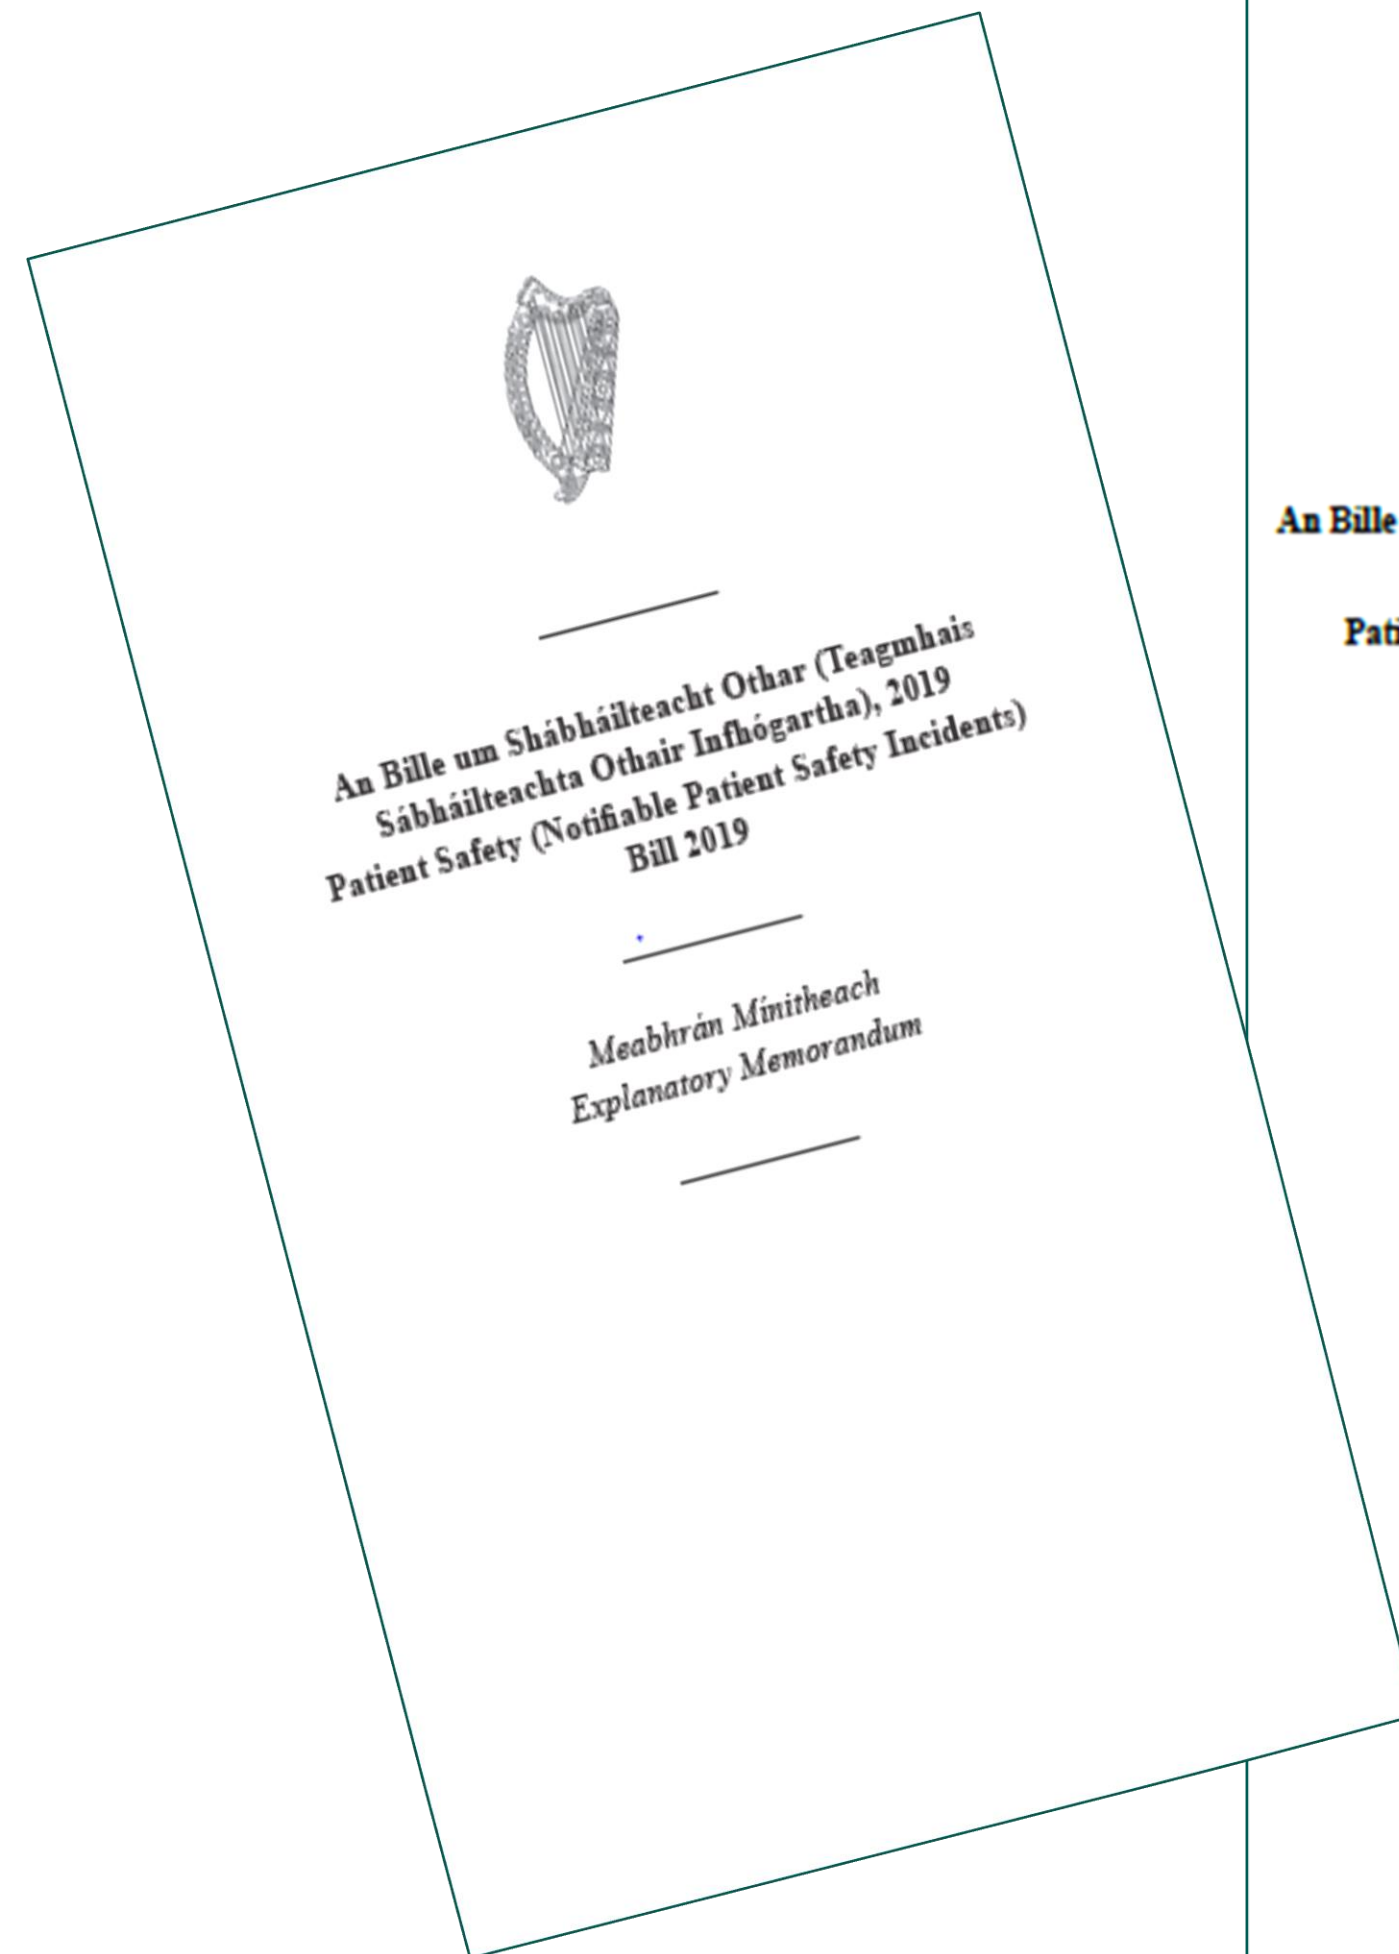 An Bille um Shábháilteacht Othar (Teagmhais
Sábháilteachta Othair Infhógartha), 2019
Patient Safety (Notifiable Patient Safety Incidents)
Bill 2019
Meabhrán Mínitheach
Explanatory Memorandum
An Bille
Pati